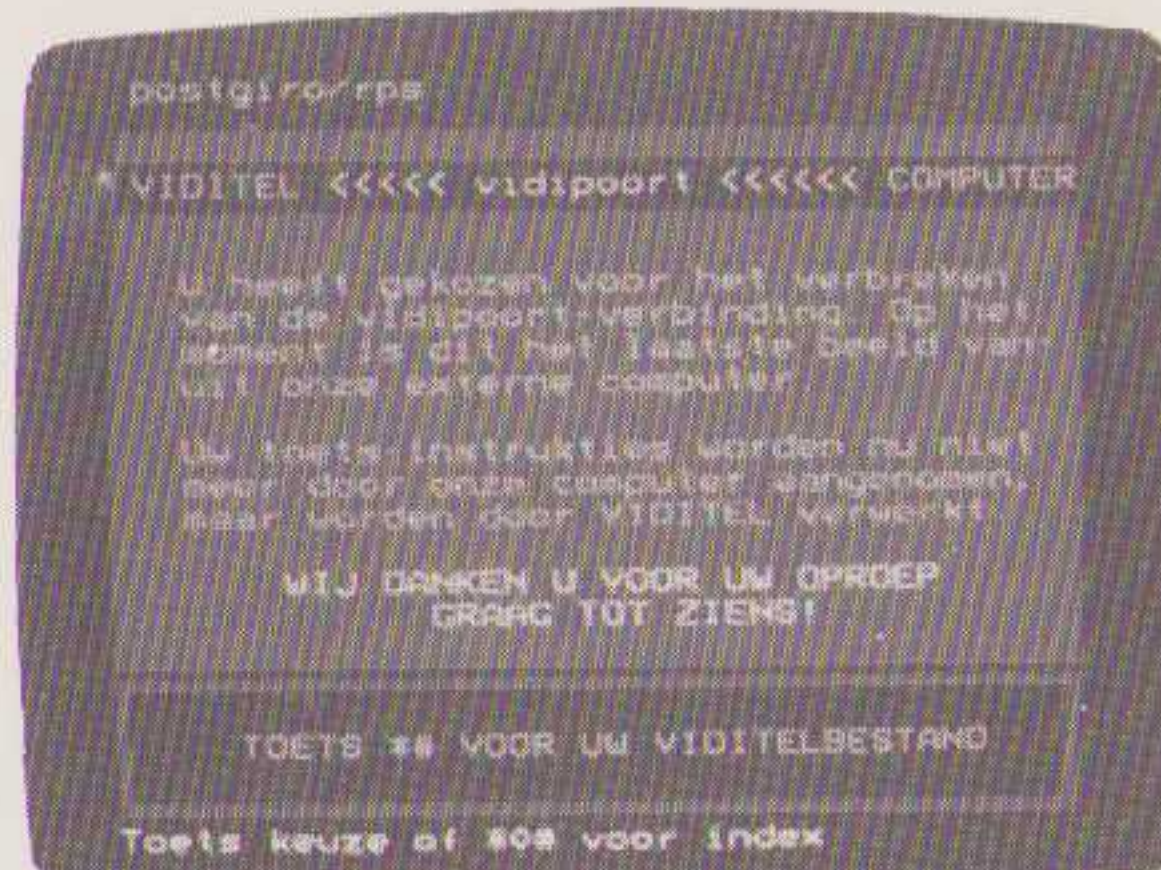 postgiro/rps
* VIDITEL <<<<< vidipoort <<<<<< COMPUTER
U heeft gekozen voor het verbreken
van de vidipoort-verbinding. Op het
moment is dit het laatste beeld van-
uit onze externe computer.
Uw toets-instrukties worden nu niet
meer door onze computer aangenomen,
maar worden door VIDITEL verwerkt
WIJ DANKEN U VOOR UW OPROEP
GRAAG TOT ZIENS!
TOETS *# VOOR UW VIDITELBESTAND
Toets keuze of *0# voor index